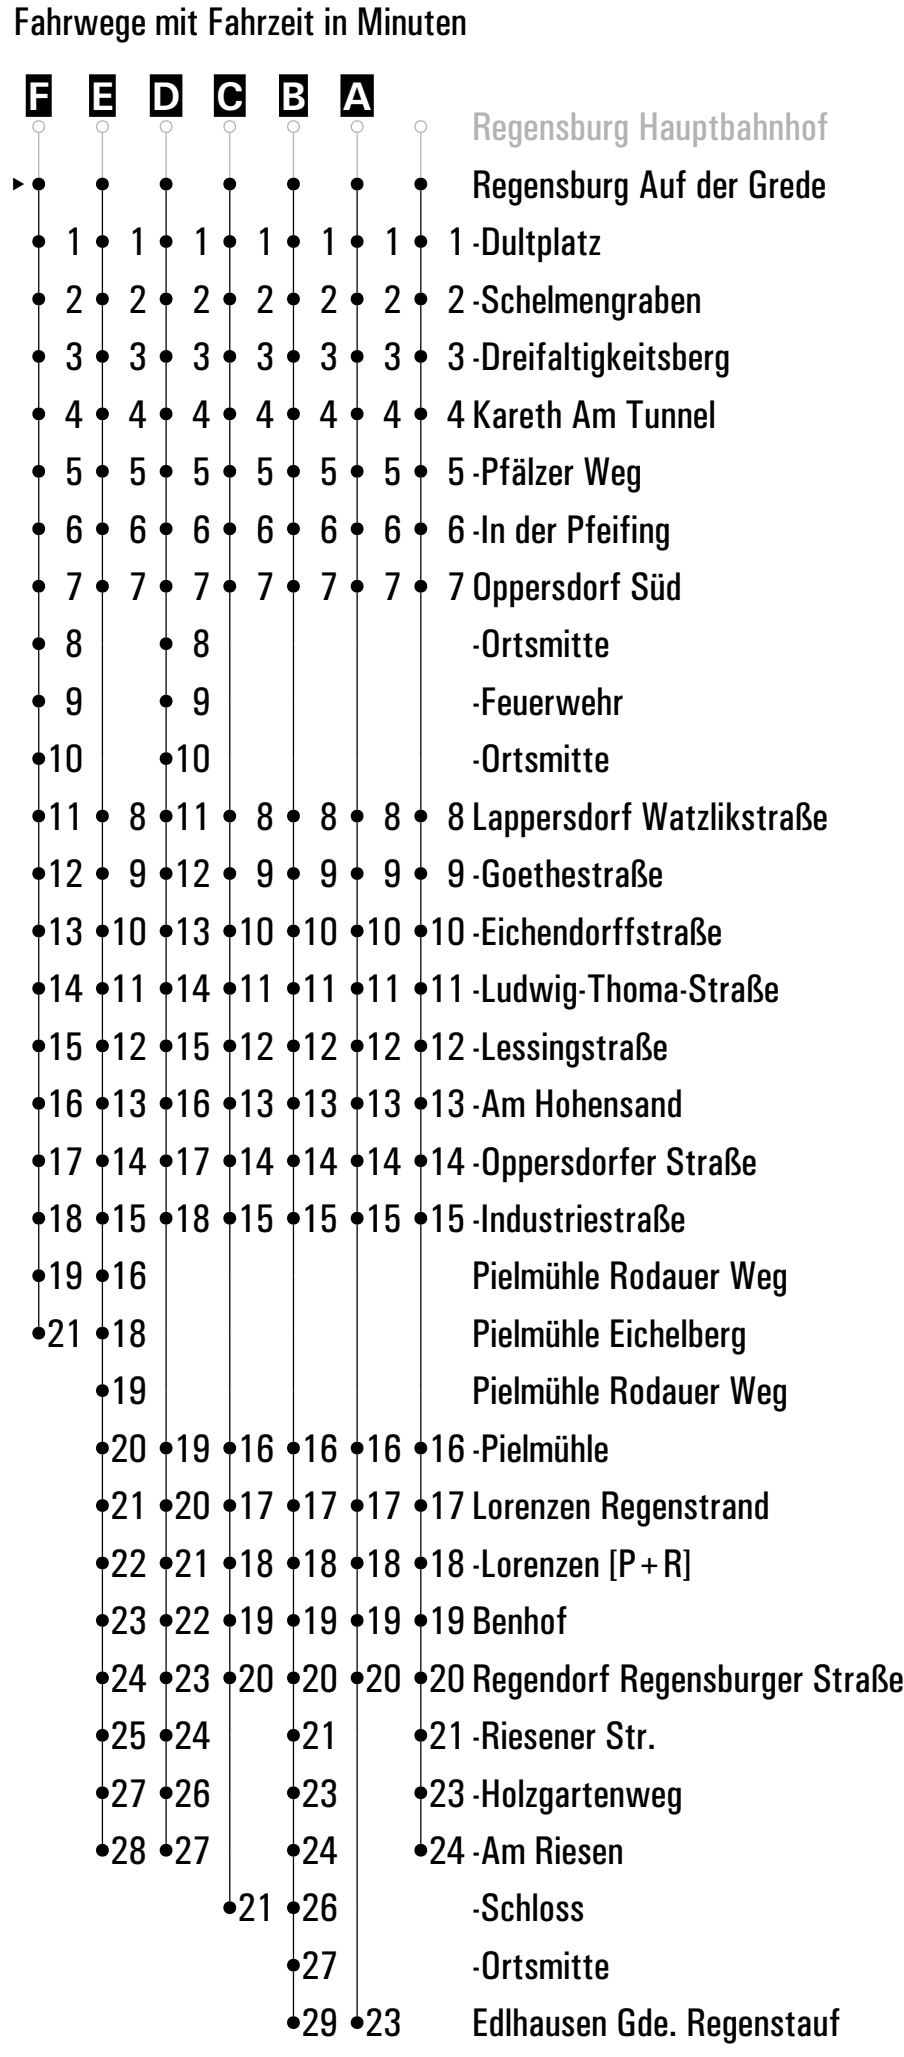 Fahrwege mit Fahrzeit in Minuten
F E D C B A
Regensburg Hauptbahnhof
Regensburg Auf der Grede
1 1 1 1 1 1 1 -Dultplatz
2 2 2 2 2 2 2 -Schelmengraben
3 3 3 3 3 3 3 -Dreifaltigkeitsberg
4 4 4 4 4 4 4 Kareth Am Tunnel
5 5 5 5 5 5 5 -Pfälzer Weg
6 6 6 6 6 6 6 -In der Pfeifing
7 7 7 7 7 7 7 Oppersdorf Süd
8 8 -Ortsmitte
9 9 -Feuerwehr
10 10 -Ortsmitte
11 8 11 8 8 8 8 Lappersdorf Watzlikstraße
12 9 12 9 9 9 9 -Goethestraße
13 10 13 10 10 10 10 -Eichendorffstraße
14 11 14 11 11 11 11 -Ludwig-Thoma-Straße
15 12 15 12 12 12 12 -Lessingstraße
16 13 16 13 13 13 13 -Am Hohensand
17 14 17 14 14 14 14 -Oppersdorfer Straße
18 15 18 15 15 15 15 -Industriestraße
19 16 Pielmühle Rodauer Weg
21 18 Pielmühle Eichelberg
19 Pielmühle Rodauer Weg
20 19 16 16 16 16 -Pielmühle
21 20 17 17 17 17 Lorenzen Regenstrand
22 21 18 18 18 18 -Lorenzen [P+R]
23 22 19 19 19 19 Benhof
24 23 20 20 20 20 Regendorf Regensburger Straße
25 24 21 21 -Riesener Str.
27 26 23 23 -Holzgartenweg
28 27 24 24 -Am Riesen
21 26 -Schloss
27 -Ortsmitte
29 23 Edlhausen Gde. Regenstauf